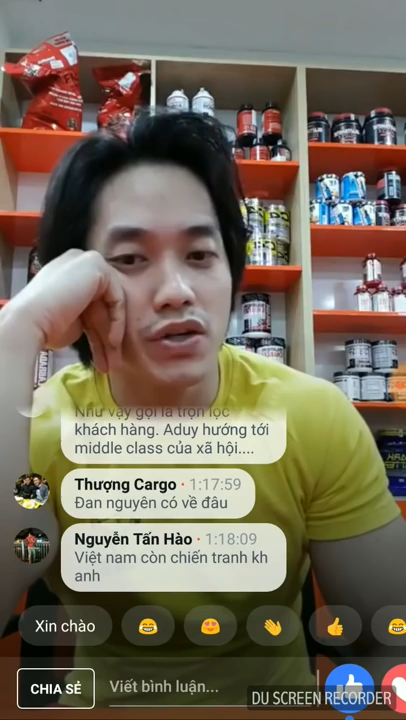 Như vậy gọi là trọn lọc
khách hàng. Aduy hướng tới
middle class của xã hội....
Thượng Cargo • 1:17:59
Đan nguyên có về đâu
Nguyễn Tấn Hào • 1:18:09
Việt nam còn chiến tranh kh
anh
Xin chào
CHIA SẺ
Viết bình luận...
DU SCREEN RECORDER